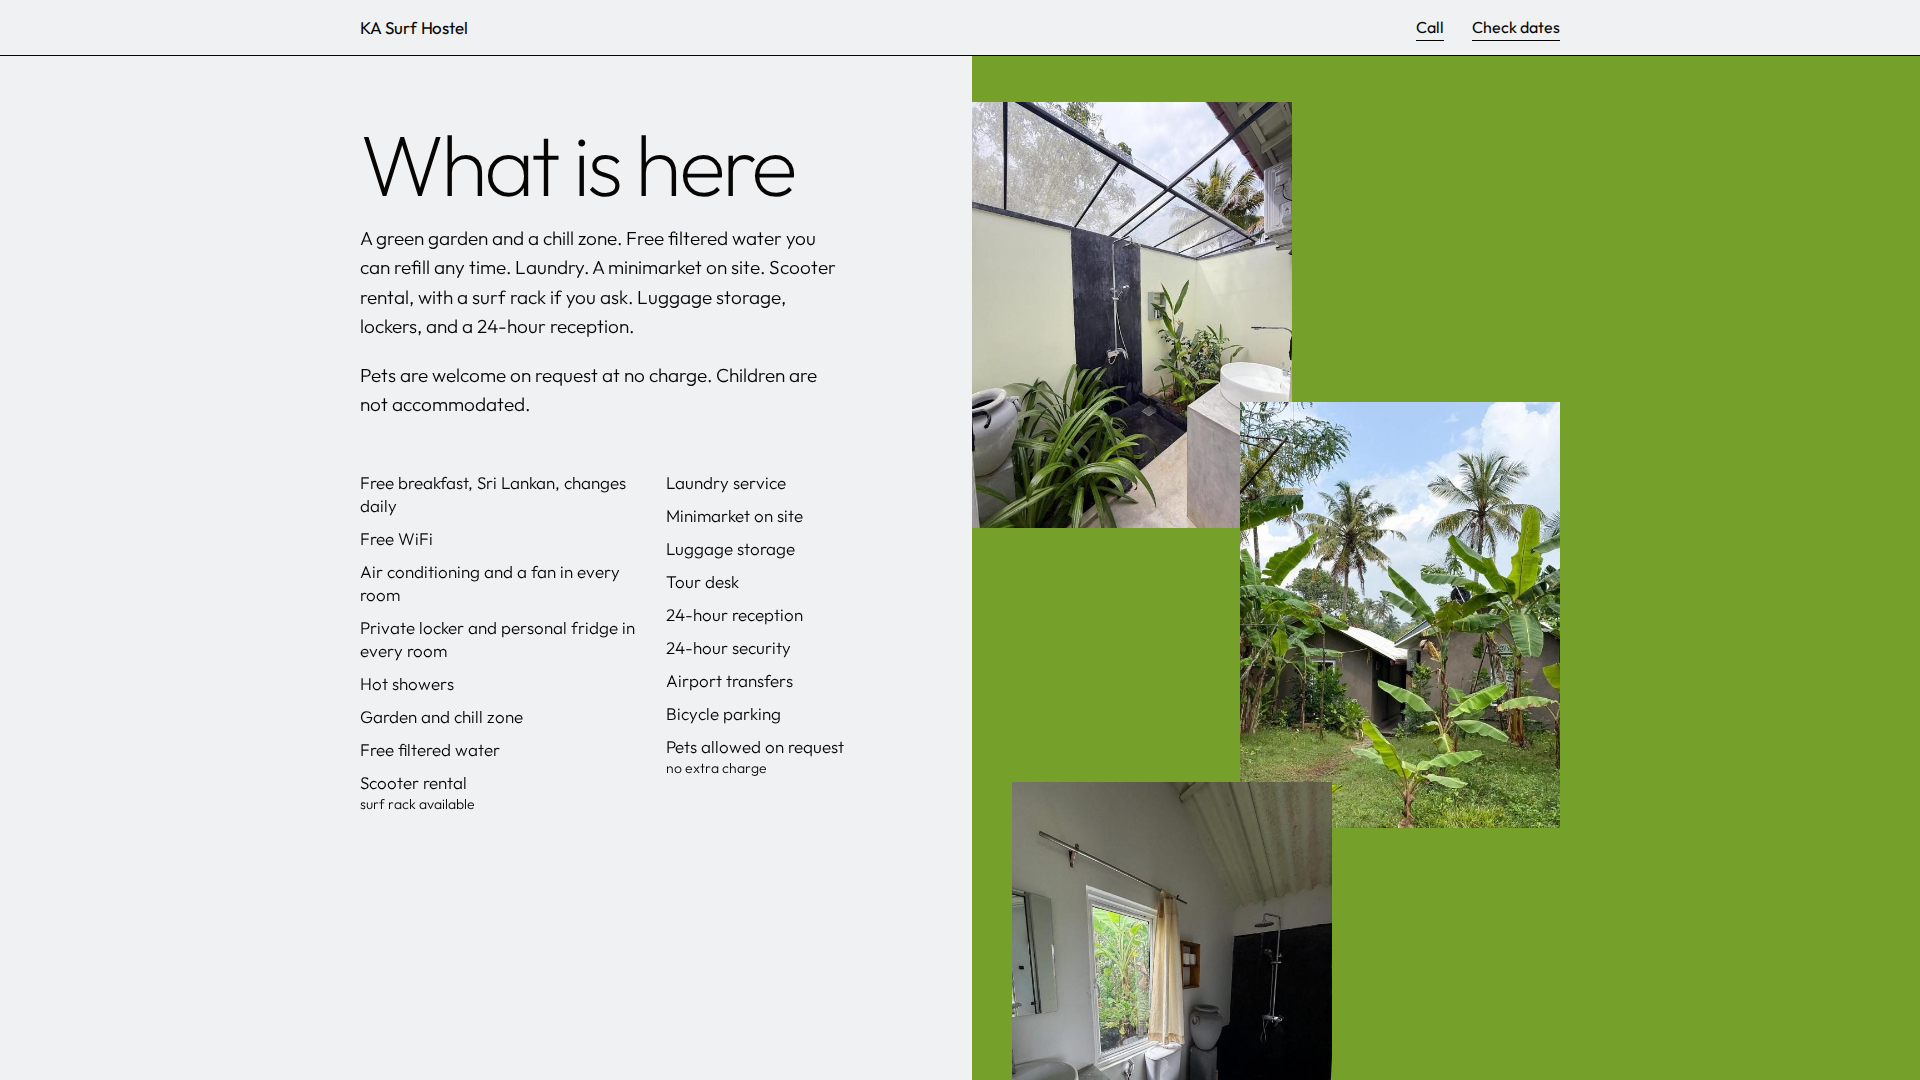 KA Surf Hostel
Call
Check dates
What is here
A green garden and a chill zone. Free filtered water you
can refill any time. Laundry. A minimarket on site. Scooter
rental, with a surf rack if you ask. Luggage storage,
lockers, and a 24-hour reception.
Pets are welcome on request at no charge. Children are
not accommodated.
Free breakfast, Sri Lankan, changes
daily
Free WiFi
Air conditioning and a fan in every
room
Private locker and personal fridge in
every room
Hot showers
Garden and chill zone
Free filtered water
Scooter rental
surf rack available
Laundry service
Minimarket on site
Luggage storage
Tour desk
24-hour reception
24-hour security
Airport transfers
Bicycle parking
Pets allowed on request
no extra charge